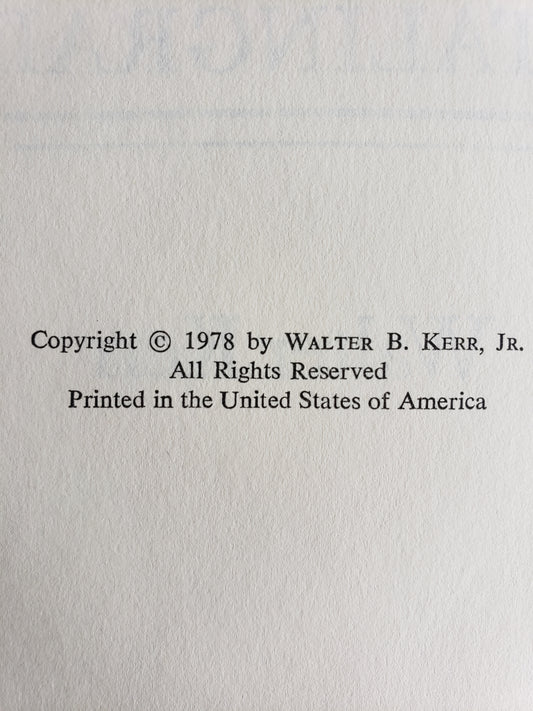 Copyright © 1978 by WALTER B. KERR, JR.
All Rights Reserved
Printed in the United States of America